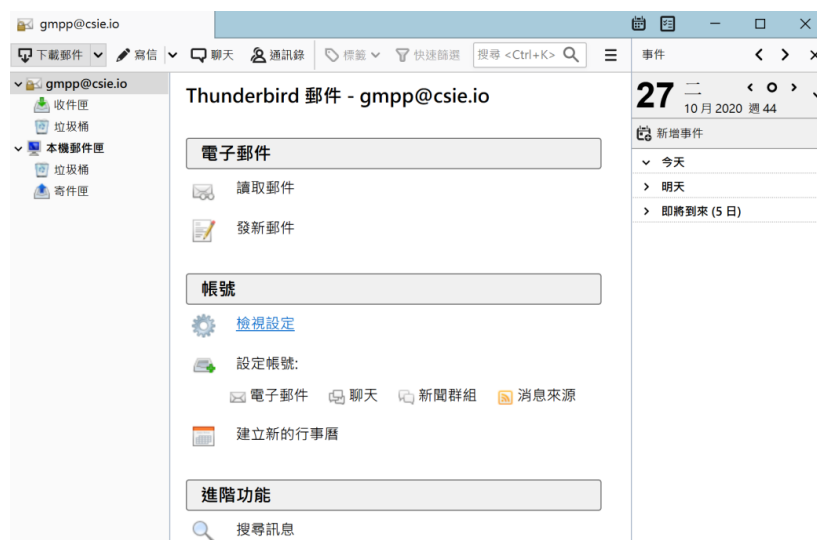 gmpp@csie.io
下載郵件 寫信 聊天 通訊錄 標籤 快速篩選 搜尋 <Ctrl+K>
gmpp@csie.io
收件匣
垃圾桶
本機郵件匣
垃圾桶
寄件匣
Thunderbird 郵件 - gmpp@csie.io
電子郵件
讀取郵件
發新郵件
帳號
檢視設定
設定帳號:
電子郵件 聊天 新聞群組 消息來源
建立新的行事曆
進階功能
搜尋訊息
事件
27 二
10 月 2020 週 44
新增事件
今天
明天
即將到來 (5 日)